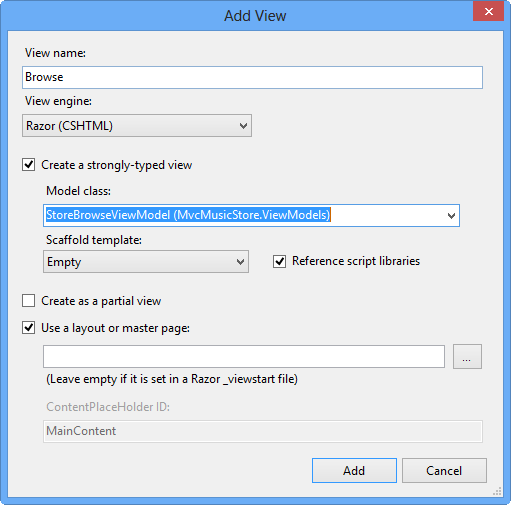 Add View
View name:
Browse
View engine:
Razor (CSHTML)
Create a strongly-typed view
Model class:
StoreBrowseViewModel (MvcMusicStore.ViewModels)
Scaffold template:
Empty
Reference script libraries
Create as a partial view
Use a layout or master page:
...
(Leave empty if it is set in a Razor _viewstart file)
ContentPlaceHolder ID:
MainContent
Add
Cancel